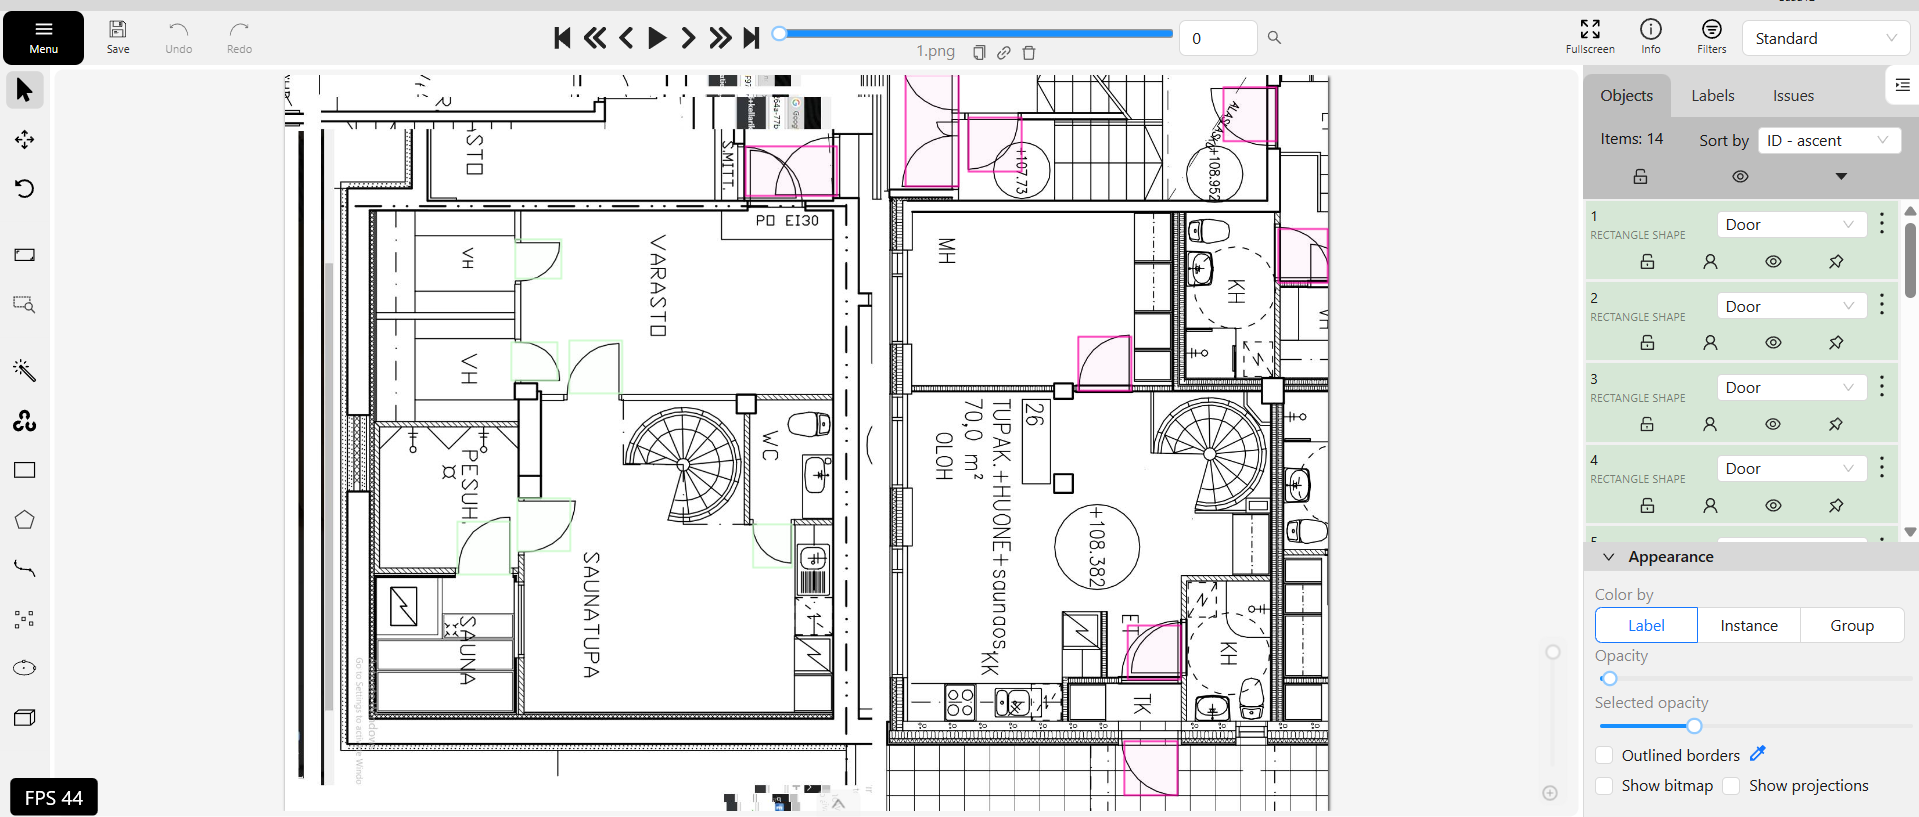 Menu
Save
Undo
Redo
1.png
0
Fullscreen
Info
Filters
Standard
Objects
Labels
Issues
Items: 14
Sort by
ID - ascent
1
RECTANGLE SHAPE
Door
2
RECTANGLE SHAPE
Door
3
RECTANGLE SHAPE
Door
4
RECTANGLE SHAPE
Door
Appearance
Color by
Label
Instance
Group
Opacity
Selected opacity
Outlined borders
Show bitmap
Show projections
FPS 44
STO
S.MITT.
PO EI30
VH
VARASTO
VH
WC
PESUH
SAUNA
SAUNATUPA
+107.73
+108.952
MH
KH
26
TUPAK.+HUONE+saunaos.
KK
70,0 m²
OLOH
+108.382
ET
KH
TK